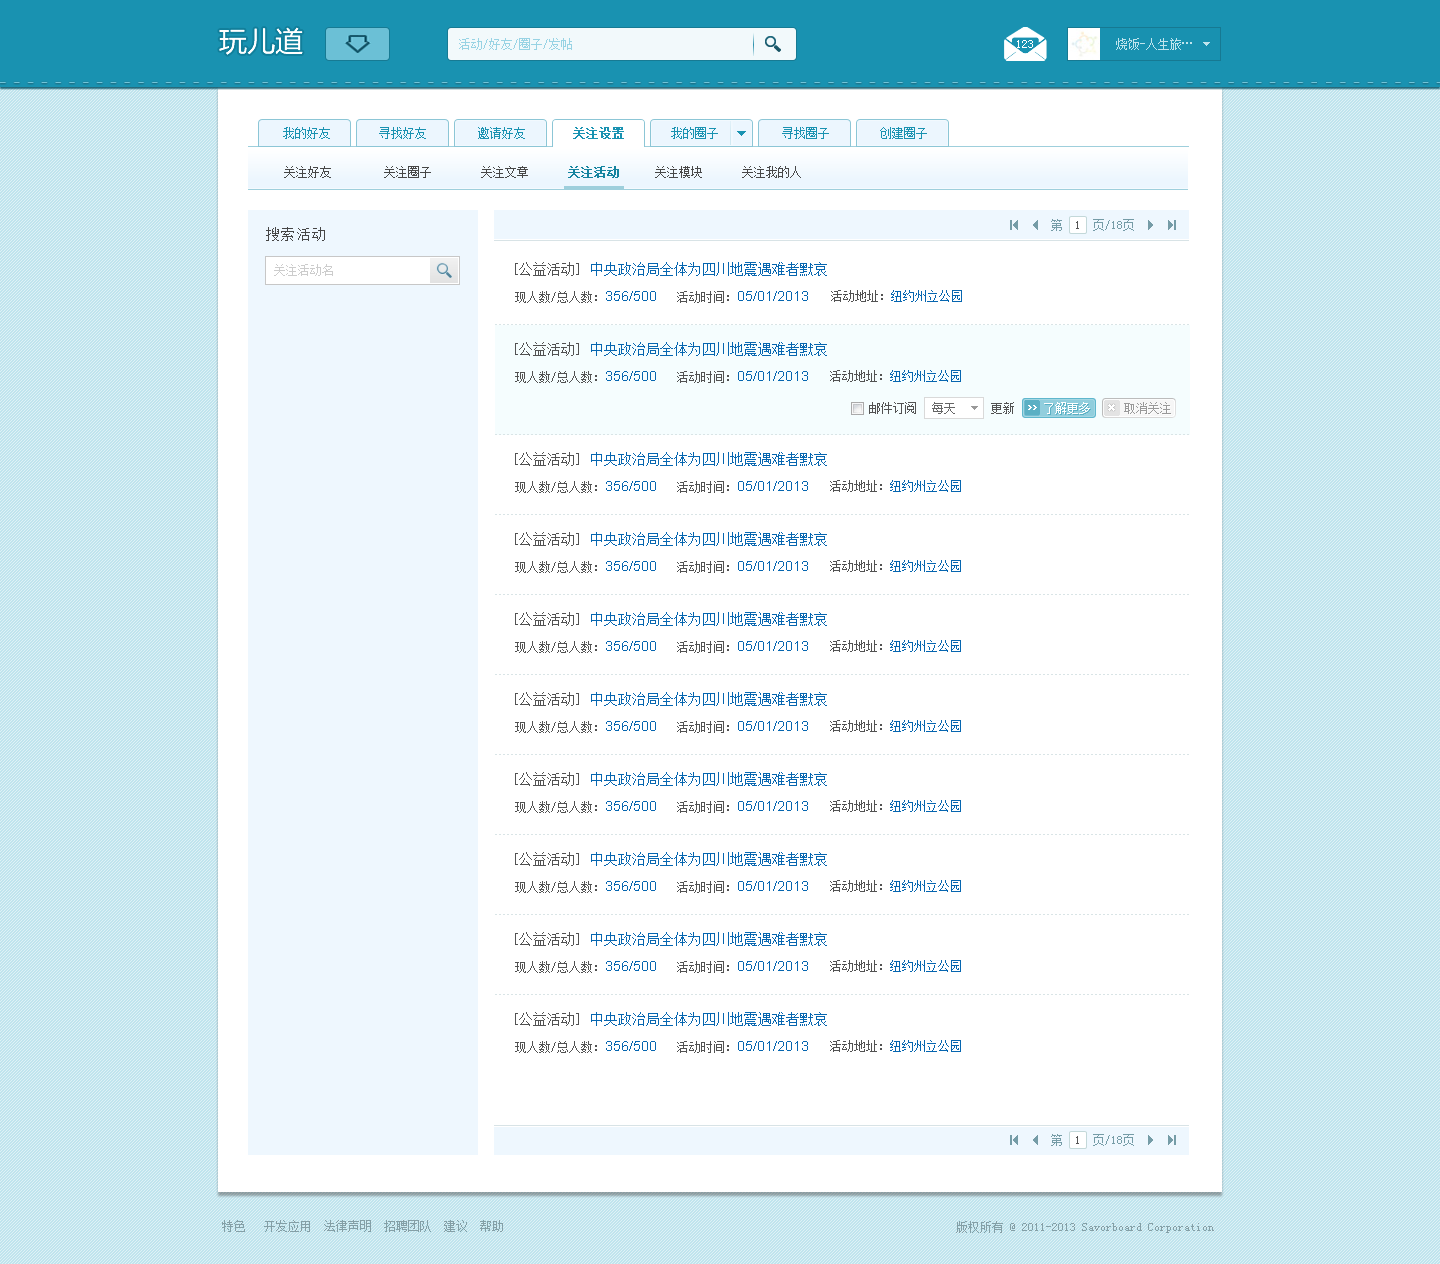 玩儿道
活动/好友/圈子/发帖
123
烧饭-人生旅…
我的好友 寻找好友 邀请好友 关注设置 我的圈子 寻找圈子 创建圈子
关注好友 关注圈子 关注文章 关注活动 关注模块 关注我的人
搜索活动
关注活动名
第 1 页/18页
[公益活动] 中央政治局全体为四川地震遇难者默哀
现人数/总人数：356/500 活动时间：05/01/2013 活动地址：纽约州立公园
[公益活动] 中央政治局全体为四川地震遇难者默哀
现人数/总人数：356/500 活动时间：05/01/2013 活动地址：纽约州立公园
邮件订阅 每天 更新 了解更多 取消关注
[公益活动] 中央政治局全体为四川地震遇难者默哀
现人数/总人数：356/500 活动时间：05/01/2013 活动地址：纽约州立公园
[公益活动] 中央政治局全体为四川地震遇难者默哀
现人数/总人数：356/500 活动时间：05/01/2013 活动地址：纽约州立公园
[公益活动] 中央政治局全体为四川地震遇难者默哀
现人数/总人数：356/500 活动时间：05/01/2013 活动地址：纽约州立公园
[公益活动] 中央政治局全体为四川地震遇难者默哀
现人数/总人数：356/500 活动时间：05/01/2013 活动地址：纽约州立公园
[公益活动] 中央政治局全体为四川地震遇难者默哀
现人数/总人数：356/500 活动时间：05/01/2013 活动地址：纽约州立公园
[公益活动] 中央政治局全体为四川地震遇难者默哀
现人数/总人数：356/500 活动时间：05/01/2013 活动地址：纽约州立公园
[公益活动] 中央政治局全体为四川地震遇难者默哀
现人数/总人数：356/500 活动时间：05/01/2013 活动地址：纽约州立公园
[公益活动] 中央政治局全体为四川地震遇难者默哀
现人数/总人数：356/500 活动时间：05/01/2013 活动地址：纽约州立公园
第 1 页/18页
特色 开发应用 法律声明 招聘团队 建议 帮助
版权所有 @ 2011-2013 Savorboard Corporation